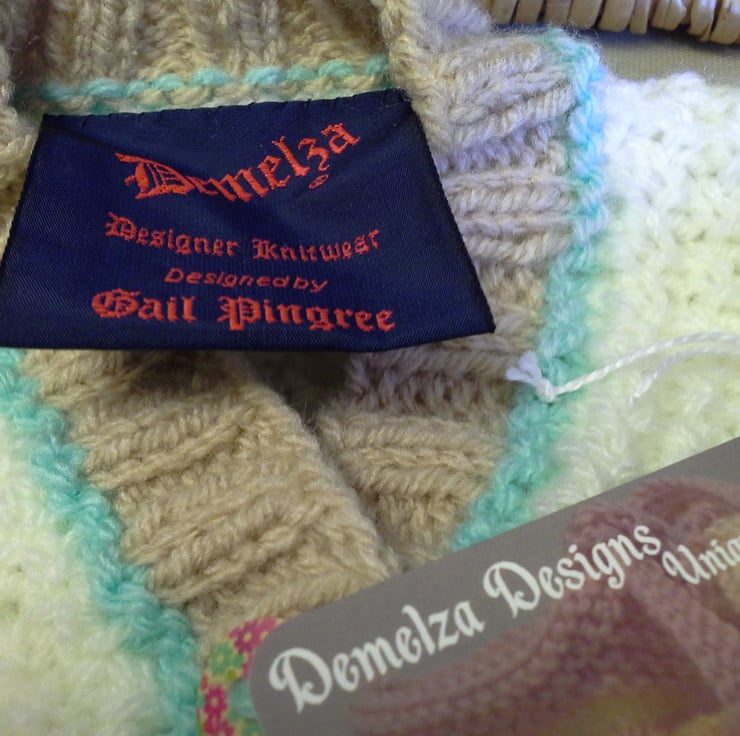 Demelza ®
Designer Knitwear
Designed by
Gail Pingree
Demelza Designs